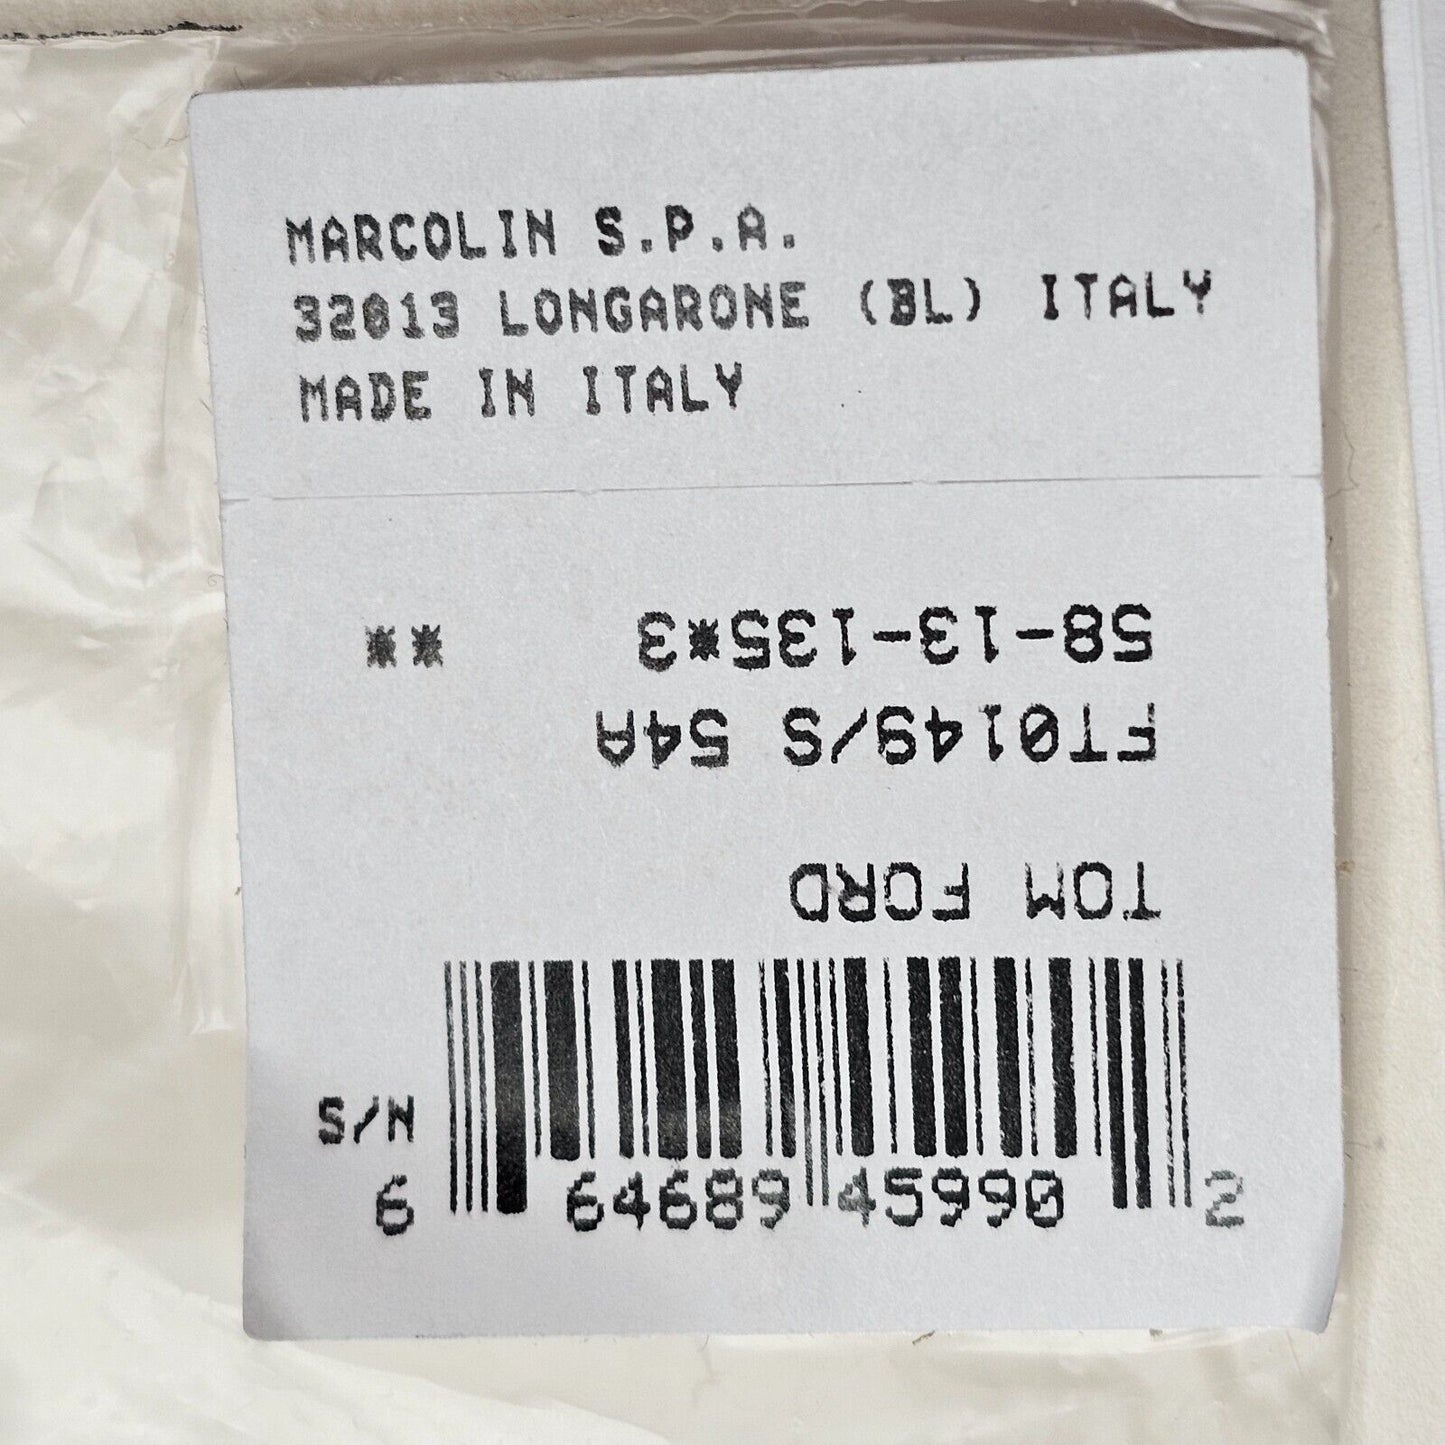 MARCOLIN S.P.A.
32013 LONGARONE (BL) ITALY
MADE IN ITALY
TOM FORD
FT0149/S 54A
58-13-135*3 **
S/N
6 64689 45990 2